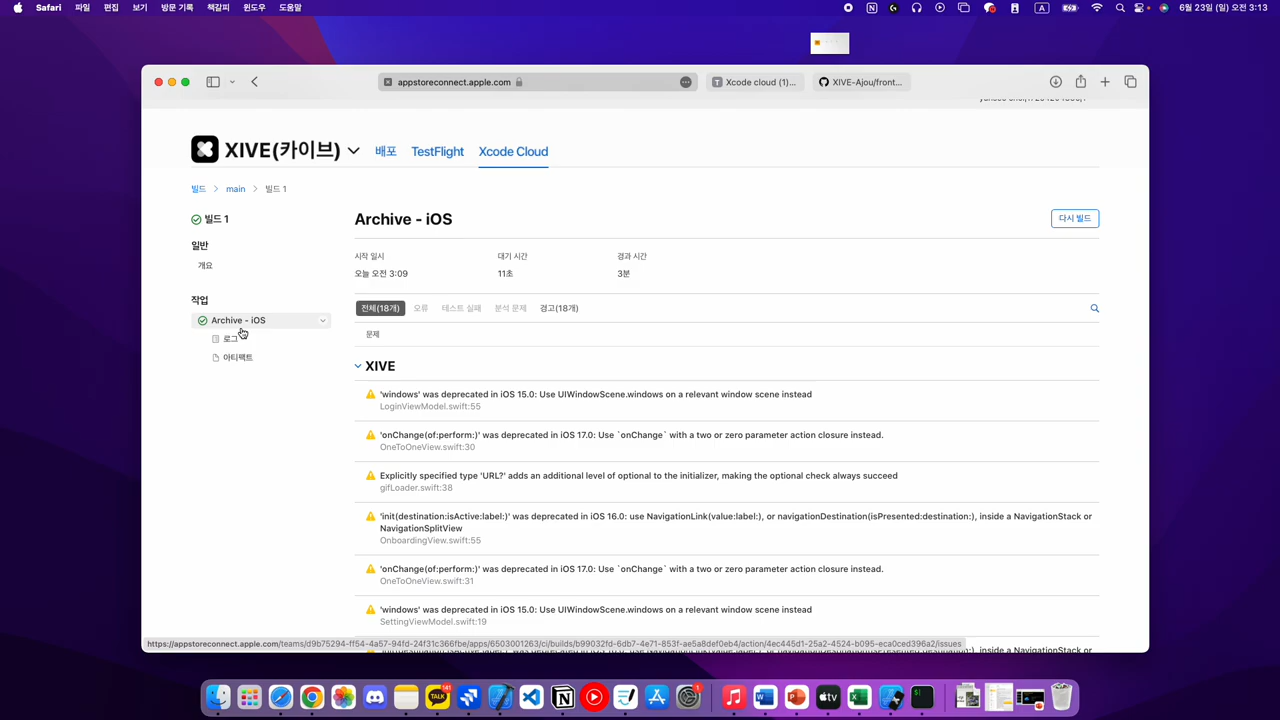 Safari 파일 편집 보기 방문 기록 책갈피 윈도우 도움말
A
6월 23일 (일) 오전 3:13
appstoreconnect.apple.com
Xcode cloud (1)...
XIVE-Ajou/front...
XIVE(카이브)
배포 TestFlight Xcode Cloud
빌드 > main > 빌드 1
빌드 1
일반
개요
작업
Archive - iOS
로그
아티팩트
Archive - iOS
다시 빌드
시작 일시 대기 시간 경과 시간
오늘 오전 3:09 11초 3분
전체(18개) 오류 테스트 실패 분석 문제 경고(18개)
문제
XIVE
'windows' was deprecated in iOS 15.0: Use UIWindowScene.windows on a relevant window scene instead
LoginViewModel.swift:55
'onChange(of:perform:)' was deprecated in iOS 17.0: Use `onChange` with a two or zero parameter action closure instead.
OneToOneView.swift:30
Explicitly specified type 'URL?' adds an additional level of optional to the initializer, making the optional check always succeed
gifLoader.swift:38
'init(destination:isActive:label:)' was deprecated in iOS 16.0: use NavigationLink(value:label:), or navigationDestination(isPresented:destination:), inside a NavigationStack or
NavigationSplitView
OnboardingView.swift:55
'onChange(of:perform:)' was deprecated in iOS 17.0: Use `onChange` with a two or zero parameter action closure instead.
OneToOneView.swift:31
'windows' was deprecated in iOS 15.0: Use UIWindowScene.windows on a relevant window scene instead
SettingViewModel.swift:19
https://appstoreconnect.apple.com/teams/d9b75294-ff54-4a57-94fd-24f31c366fbe/apps/6503001263/ci/builds/b99032fd-6db7-4e71-853f-ae5a8def0eb4/action/4ec445d1-25a2-4524-b095-eca0ced396a2/issues
TALK
tv